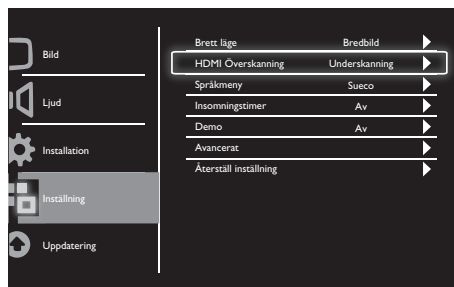 Bild
Ljud
Installation
Inställning
Uppdatering
Brett läge Bredbild
HDMI Överskanning Underskanning
Språkmeny Sueco
Insomningstimer Av
Demo Av
Avancerat
Återställ inställning